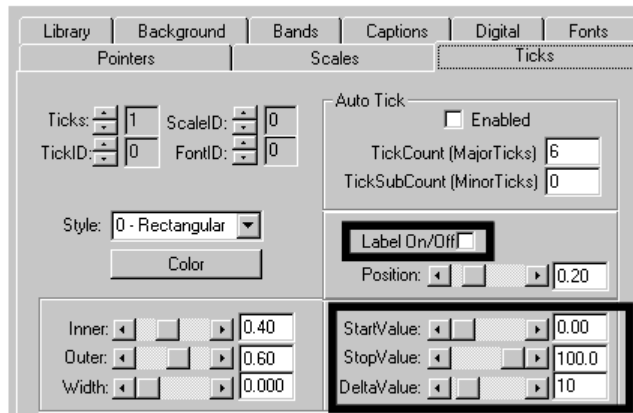 Library Background Bands Captions Digital Fonts
Pointers Scales Ticks
Ticks: 1 ScaleID: 0
TickID: 0 FontID: 0
Auto Tick
Enabled
TickCount (MajorTicks) 6
TickSubCount (MinorTicks) 0
Style: 0 - Rectangular
Color
Label On/Off
Position: 0.20
Inner: 0.40
Outer: 0.60
Width: 0.000
StartValue: 0.00
StopValue: 100.0
DeltaValue: 10